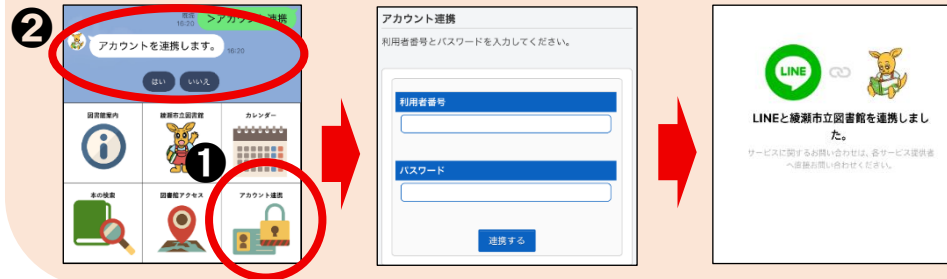 ❷
既読
16:20
>アカウント連携
アカウントを連携します。
16:20
はい
いいえ
図書館案内
綾瀬市立図書館
カレンダー
❶
本の検索
図書館アクセス
アカウント連携
アカウント連携
利用者番号とパスワードを入力してください。
利用者番号
パスワード
連携する
LINE
LINEと綾瀬市立図書館を連携しまし
た。
サービスに関するお問い合わせは、各サービス提供者
へ直接お問い合わせください。